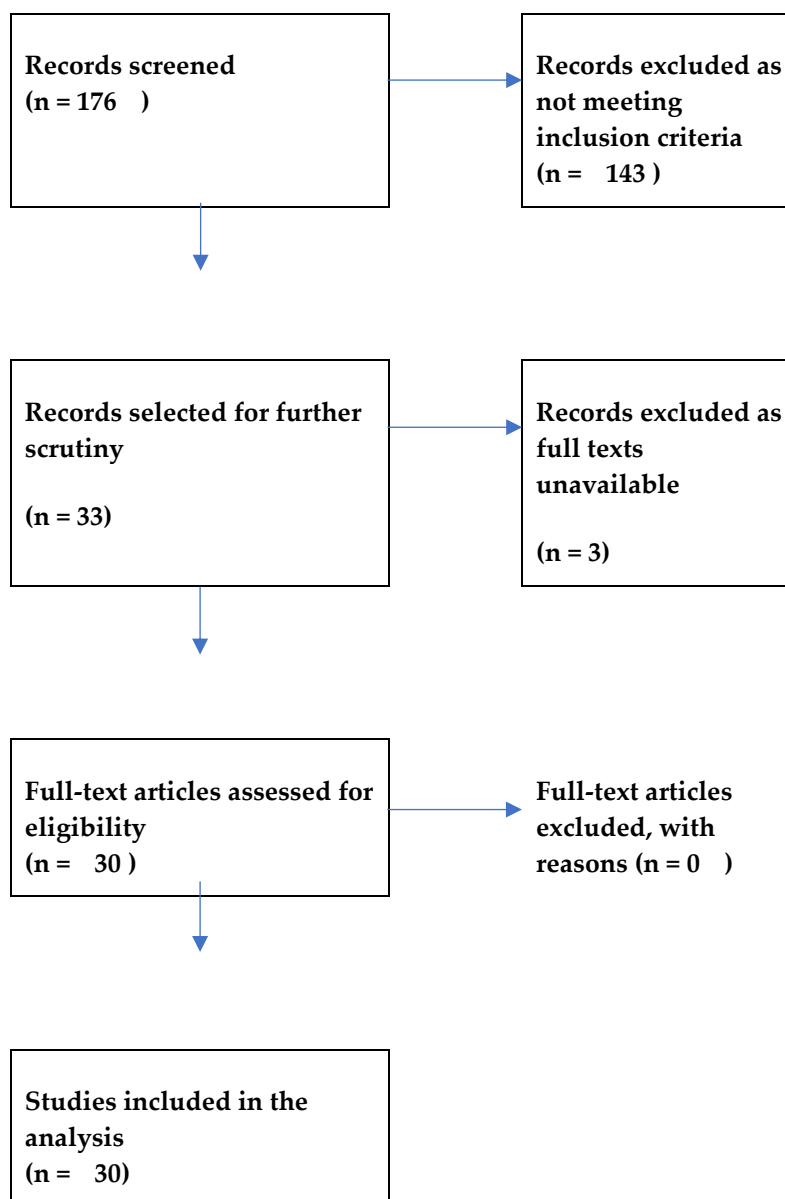 Records screened
(n = 176 )
Records excluded as
not meeting
inclusion criteria
(n = 143 )
Records selected for further
scrutiny
(n = 33)
Records excluded as
full texts
unavailable
(n = 3)
Full-text articles assessed for
eligibility
(n = 30 )
Full-text articles
excluded, with
reasons (n = 0 )
Studies included in the
analysis
(n = 30)